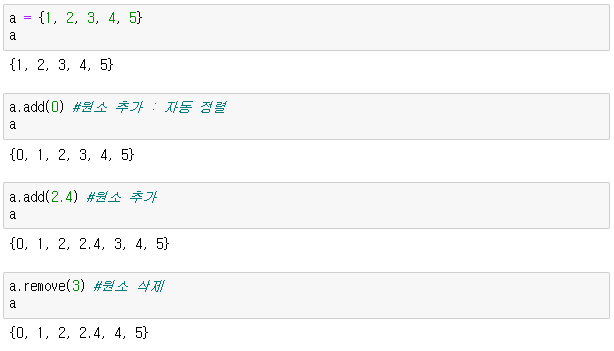 a = {1, 2, 3, 4, 5}
a
{1, 2, 3, 4, 5}
a.add(0) #원소 추가 : 자동 정렬
a
{0, 1, 2, 3, 4, 5}
a.add(2.4) #원소 추가
a
{0, 1, 2, 2.4, 3, 4, 5}
a.remove(3) #원소 삭제
a
{0, 1, 2, 2.4, 4, 5}